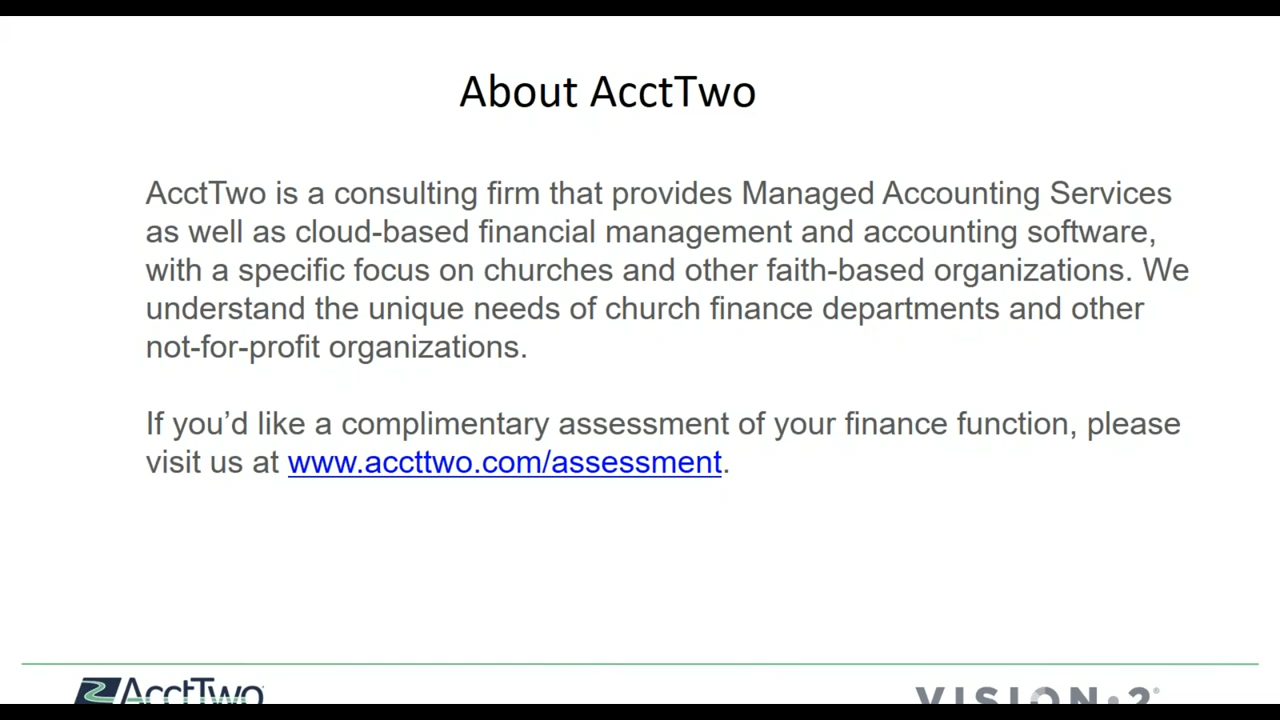 About AcctTwo
AcctTwo is a consulting firm that provides Managed Accounting Services
as well as cloud-based financial management and accounting software,
with a specific focus on churches and other faith-based organizations. We
understand the unique needs of church finance departments and other
not-for-profit organizations.
If you’d like a complimentary assessment of your finance function, please
visit us at www.accttwo.com/assessment.
AcctTwo
VISION·2